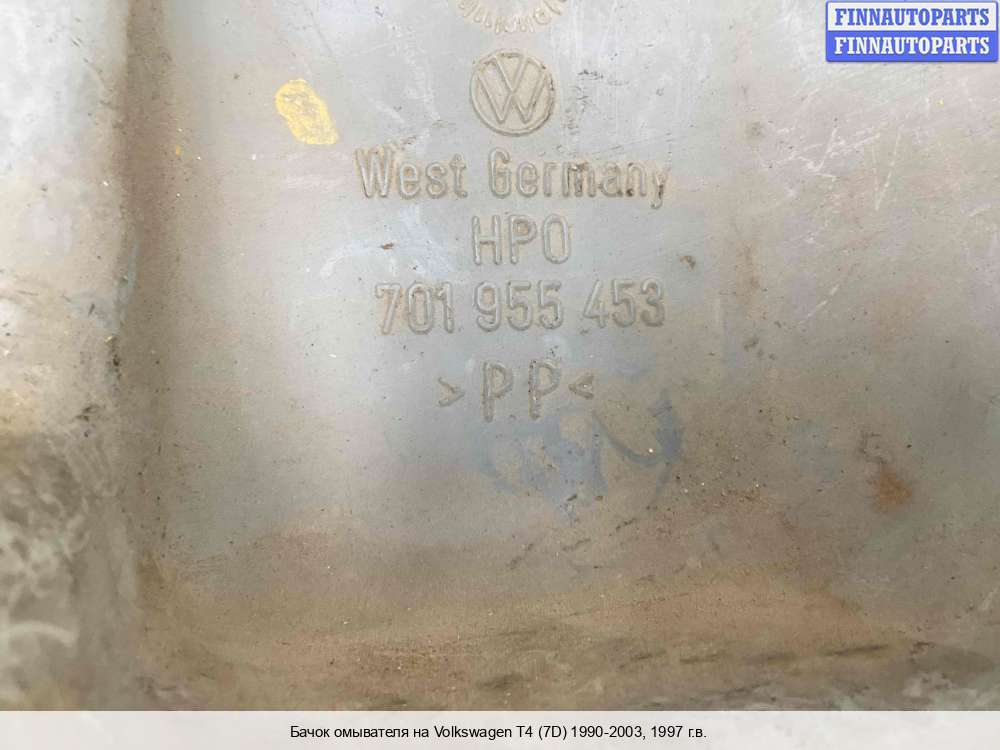 FINNAUTOPARTS
FINNAUTOPARTS
West Germany
HPO
701 955 453
>PP<
Бачок омывателя на Volkswagen T4 (7D) 1990-2003, 1997 г.в.